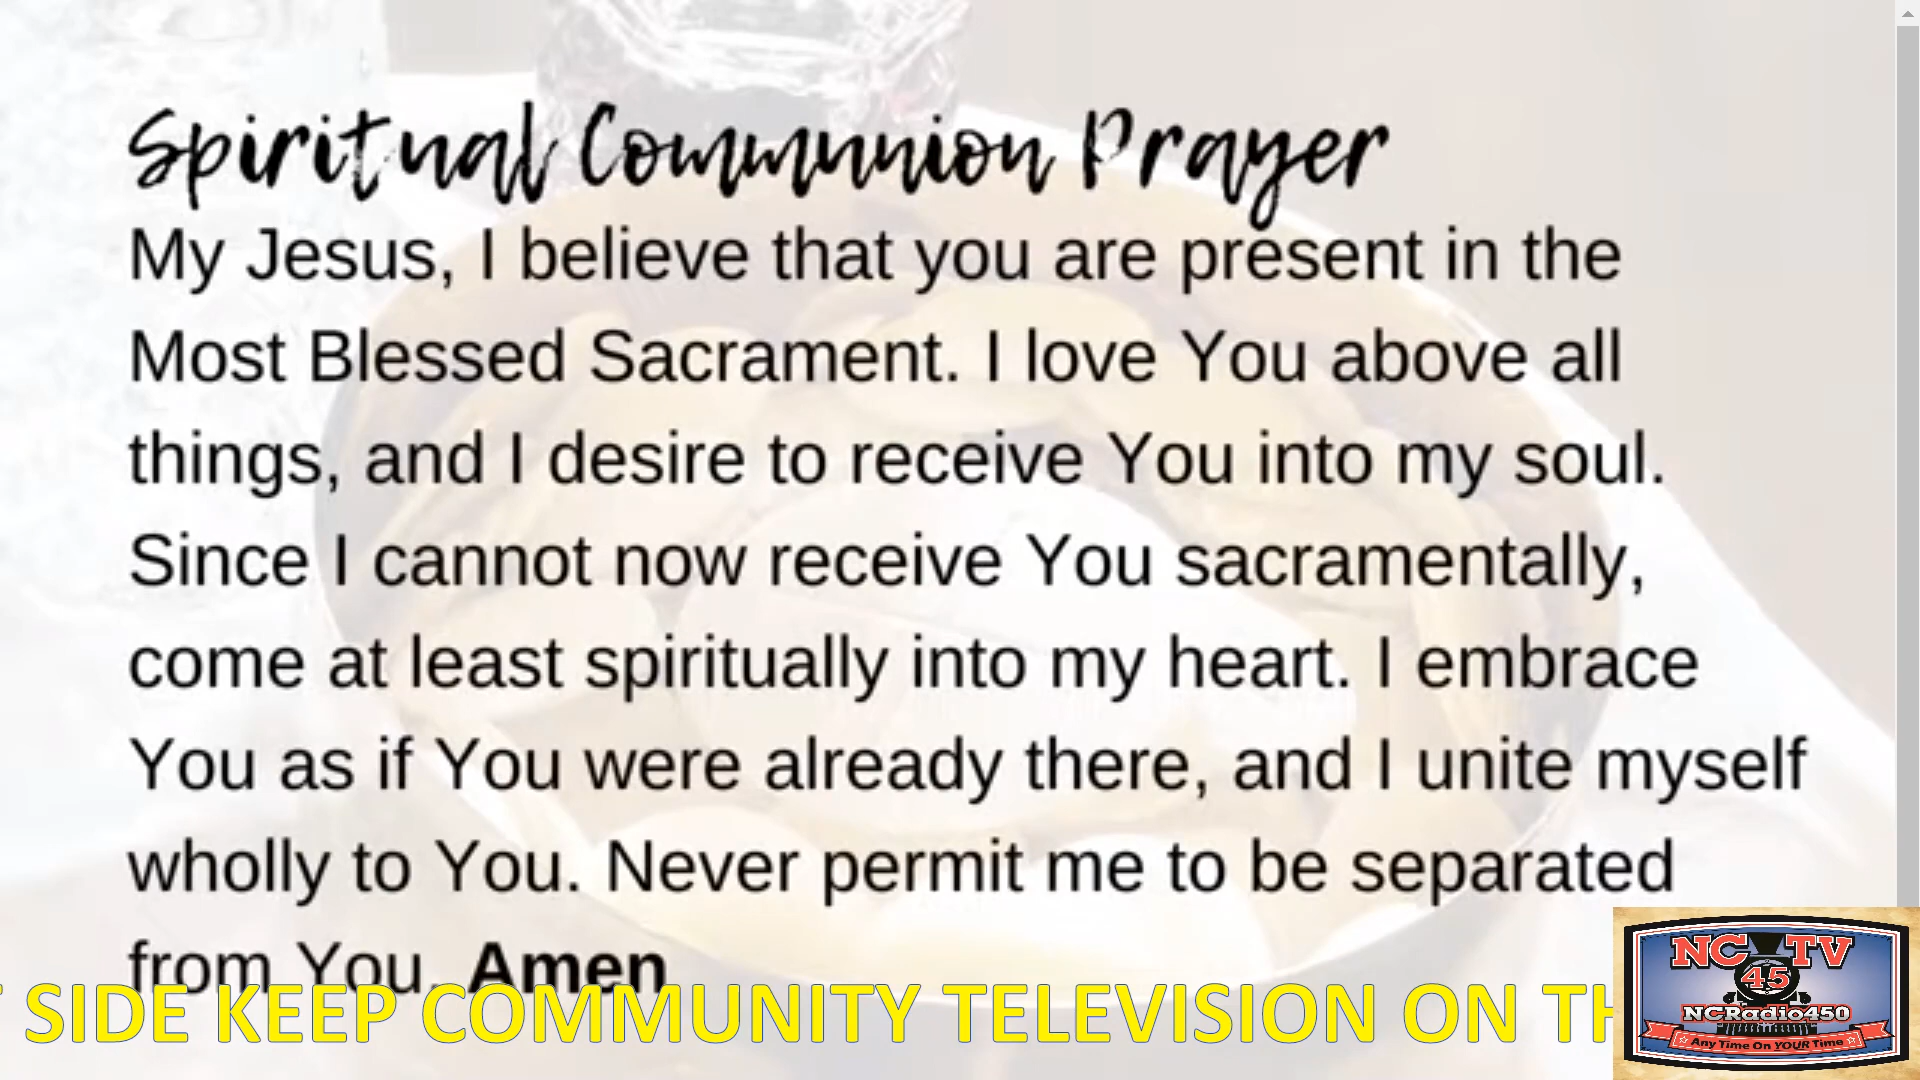 Spiritual Communion Prayer
My Jesus, I believe that you are present in the
Most Blessed Sacrament. I love You above all
things, and I desire to receive You into my soul.
Since I cannot now receive You sacramentally,
come at least spiritually into my heart. I embrace
You as if You were already there, and I unite myself
wholly to You. Never permit me to be separated
from You. Amen
SIDE KEEP COMMUNITY TELEVISION ON TH
NC TV
45
NCRadio450
Any Time On YOUR Time